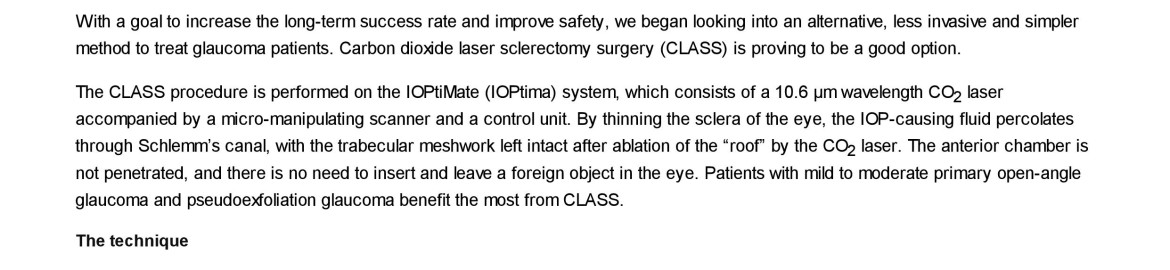 With a goal to increase the long-term success rate and improve safety, we began looking into an alternative, less invasive and simpler
method to treat glaucoma patients. Carbon dioxide laser sclerectomy surgery (CLASS) is proving to be a good option.
The CLASS procedure is performed on the IOPtiMate (IOPtima) system, which consists of a 10.6 µm wavelength CO₂ laser
accompanied by a micro-manipulating scanner and a control unit. By thinning the sclera of the eye, the IOP-causing fluid percolates
through Schlemm’s canal, with the trabecular meshwork left intact after ablation of the “roof” by the CO₂ laser. The anterior chamber is
not penetrated, and there is no need to insert and leave a foreign object in the eye. Patients with mild to moderate primary open-angle
glaucoma and pseudoexfoliation glaucoma benefit the most from CLASS.
The technique